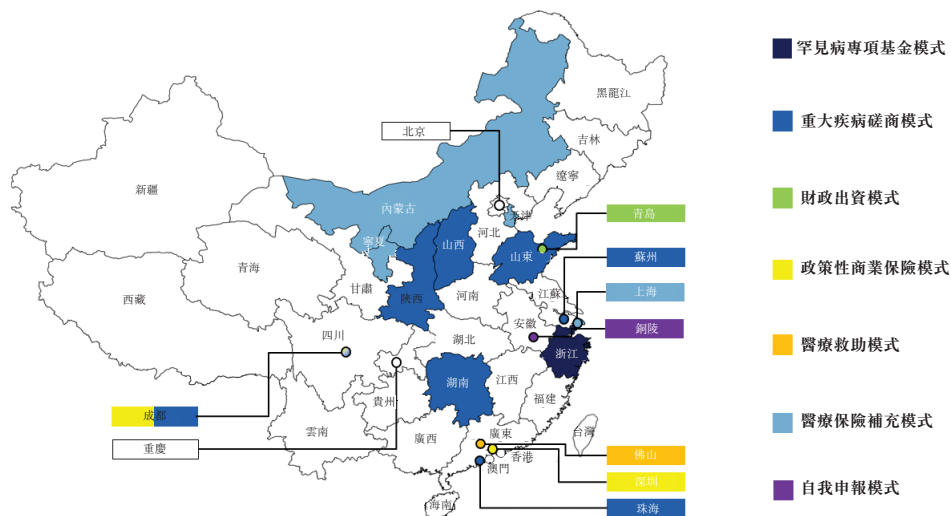 黑龍江
吉林
遼寧
北京
新疆
內蒙古
天津
河北
青島
寧夏
山西
山東
青海
甘肅
陝西
河南
江蘇
蘇州
上海
西藏
安徽
銅陵
四川
湖北
浙江
湖南
江西
貴州
福建
成都
重慶
雲南
廣西
廣東
台灣
香港
澳門
佛山
深圳
海南
珠海
罕見病專項基金模式
重大疾病磋商模式
財政出資模式
政策性商業保險模式
醫療救助模式
醫療保險補充模式
自我申報模式